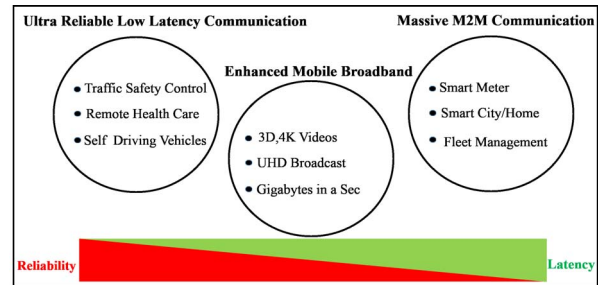 Ultra Reliable Low Latency Communication
Massive M2M Communication
Enhanced Mobile Broadband
Traffic Safety Control
Remote Health Care
Self Driving Vehicles
3D,4K Videos
UHD Broadcast
Gigabytes in a Sec
Smart Meter
Smart City/Home
Fleet Management
Reliability
Latency